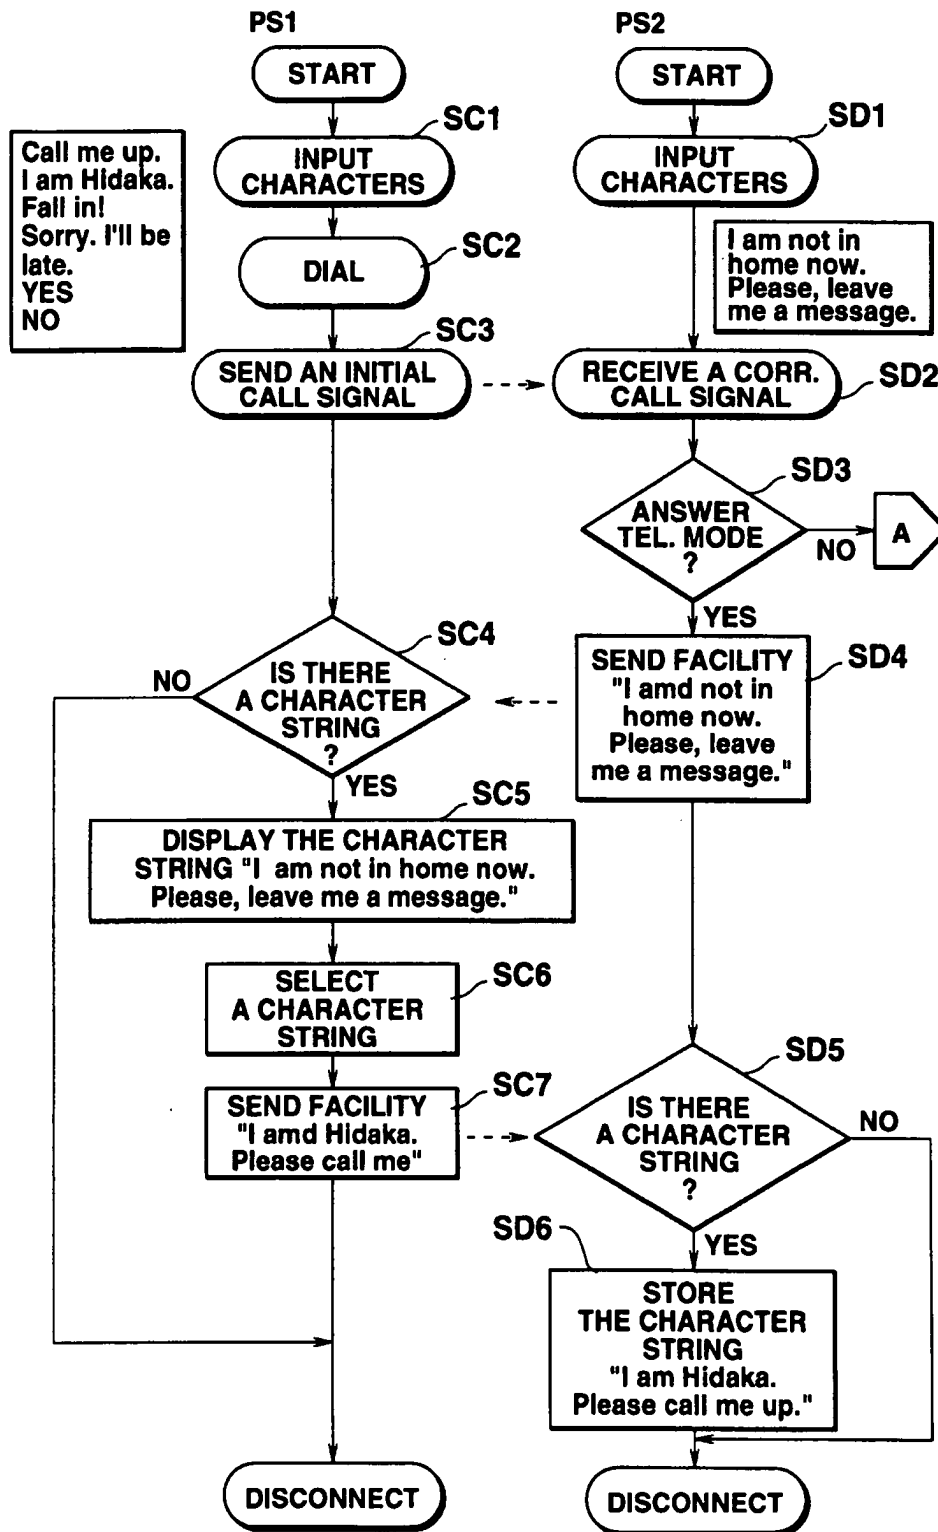 PS1
START
SC1
INPUT
CHARACTERS
Call me up.
I am Hidaka.
Fall in!
Sorry. I'll be
late.
YES
NO
SC2
DIAL
SC3
SEND AN INITIAL
CALL SIGNAL
SC4
IS THERE
A CHARACTER
STRING
?
NO
YES
SC5
DISPLAY THE CHARACTER
STRING "I am not in home now.
Please, leave me a message."
SC6
SELECT
A CHARACTER
STRING
SC7
SEND FACILITY
"I amd Hidaka.
Please call me"
DISCONNECT
PS2
START
SD1
INPUT
CHARACTERS
I am not in
home now.
Please, leave
me a message.
RECEIVE A CORR.
CALL SIGNAL
SD2
SD3
ANSWER
TEL. MODE
?
NO
A
YES
SD4
SEND FACILITY
"I amd not in
home now.
Please, leave
me a message."
SD5
IS THERE
A CHARACTER
STRING
?
NO
YES
SD6
STORE
THE CHARACTER
STRING
"I am Hidaka.
Please call me up."
DISCONNECT